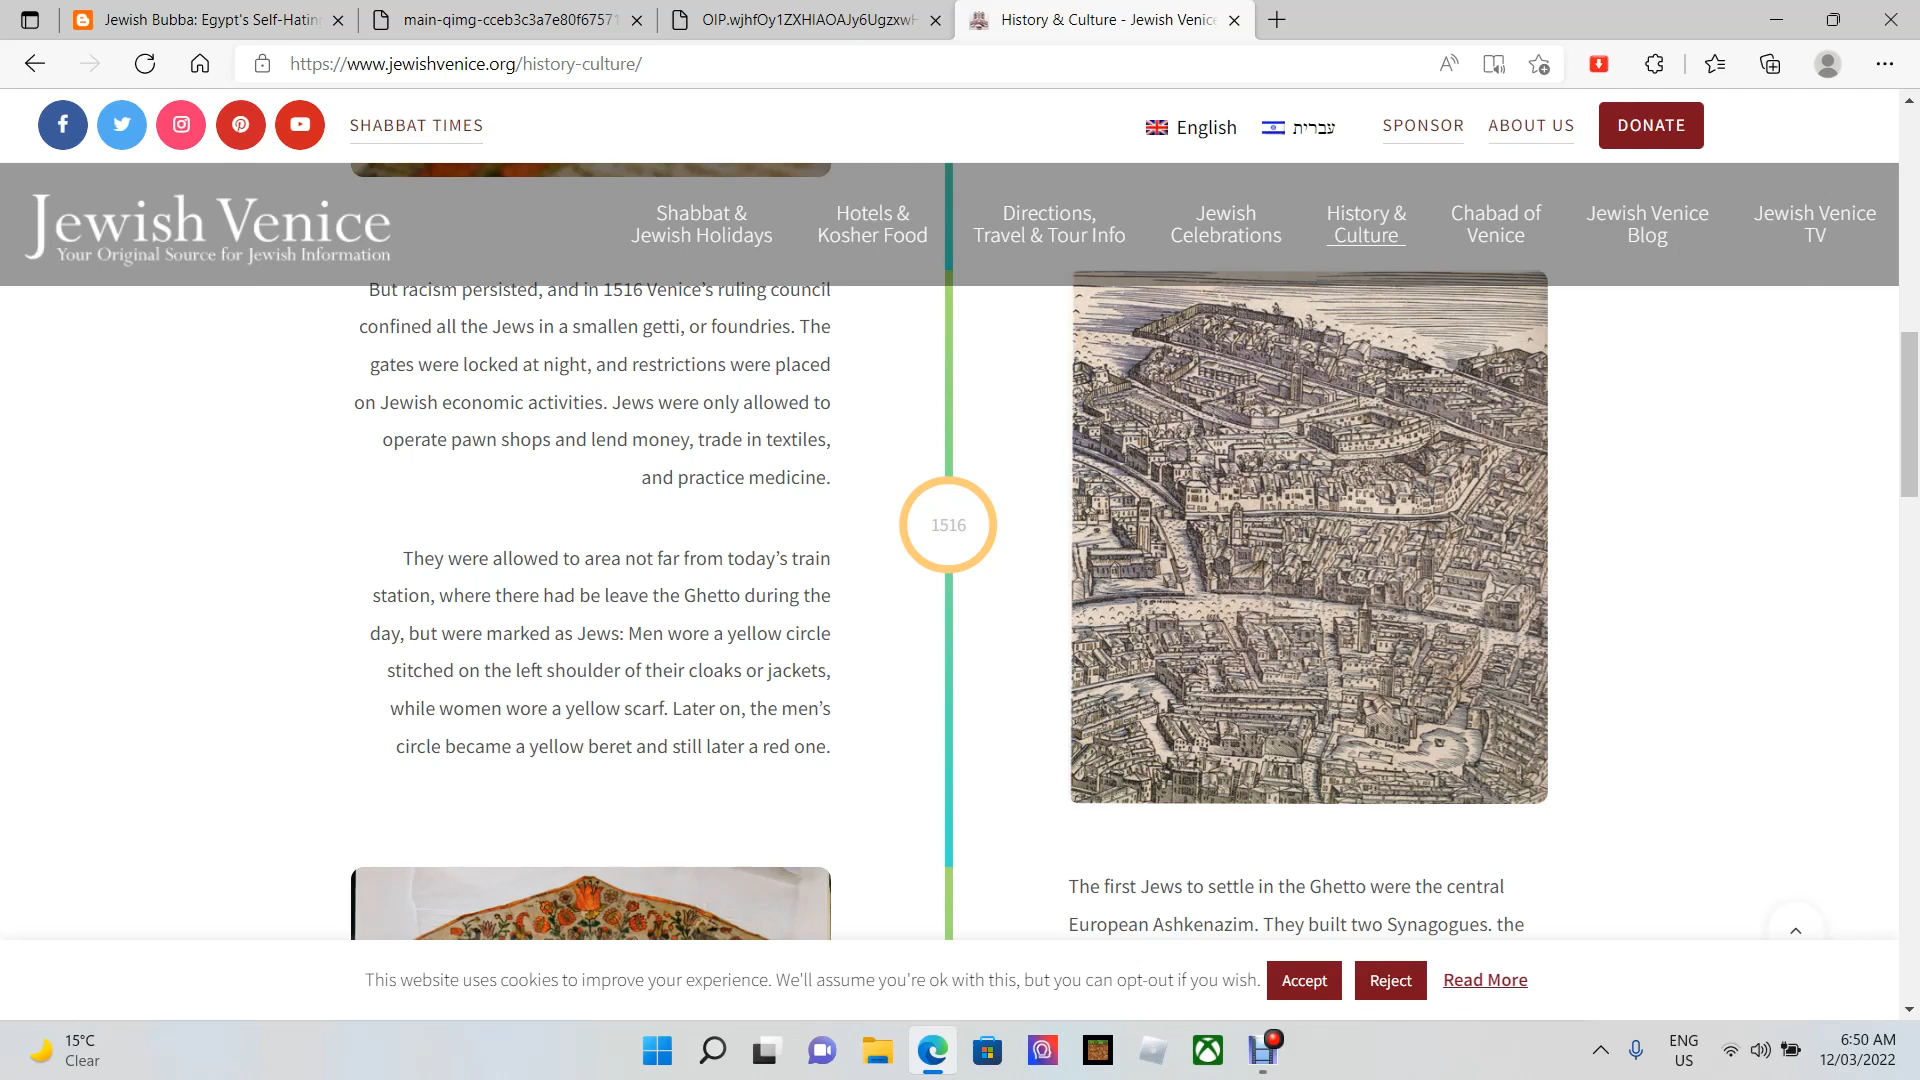 Jewish Bubba: Egypt's Self-Hatin
main-qimg-cceb3c3a7e80f67571
OIP.wjhfOy1ZXHIAOAJy6UgzxwH
History & Culture - Jewish Venice
https://www.jewishvenice.org/history-culture/
SHABBAT TIMES
English
עברית
SPONSOR
ABOUT US
DONATE
Jewish Venice
Your Original Source for Jewish Information
Shabbat &
Jewish Holidays
Hotels &
Kosher Food
Directions,
Travel & Tour Info
Jewish
Celebrations
History &
Culture
Chabad of
Venice
Jewish Venice
Blog
Jewish Venice
TV
But racism persisted, and in 1516 Venice's ruling council
confined all the Jews in a smallen getti, or foundries. The
gates were locked at night, and restrictions were placed
on Jewish economic activities. Jews were only allowed to
operate pawn shops and lend money, trade in textiles,
and practice medicine.
1516
They were allowed to area not far from today's train
station, where there had be leave the Ghetto during the
day, but were marked as Jews: Men wore a yellow circle
stitched on the left shoulder of their cloaks or jackets,
while women wore a yellow scarf. Later on, the men's
circle became a yellow beret and still later a red one.
The first Jews to settle in the Ghetto were the central
European Ashkenazim. They built two Synagogues. the
This website uses cookies to improve your experience. We'll assume you're ok with this, but you can opt-out if you wish.
Accept
Reject
Read More
15°C
Clear
ENG
US
6:50 AM
12/03/2022